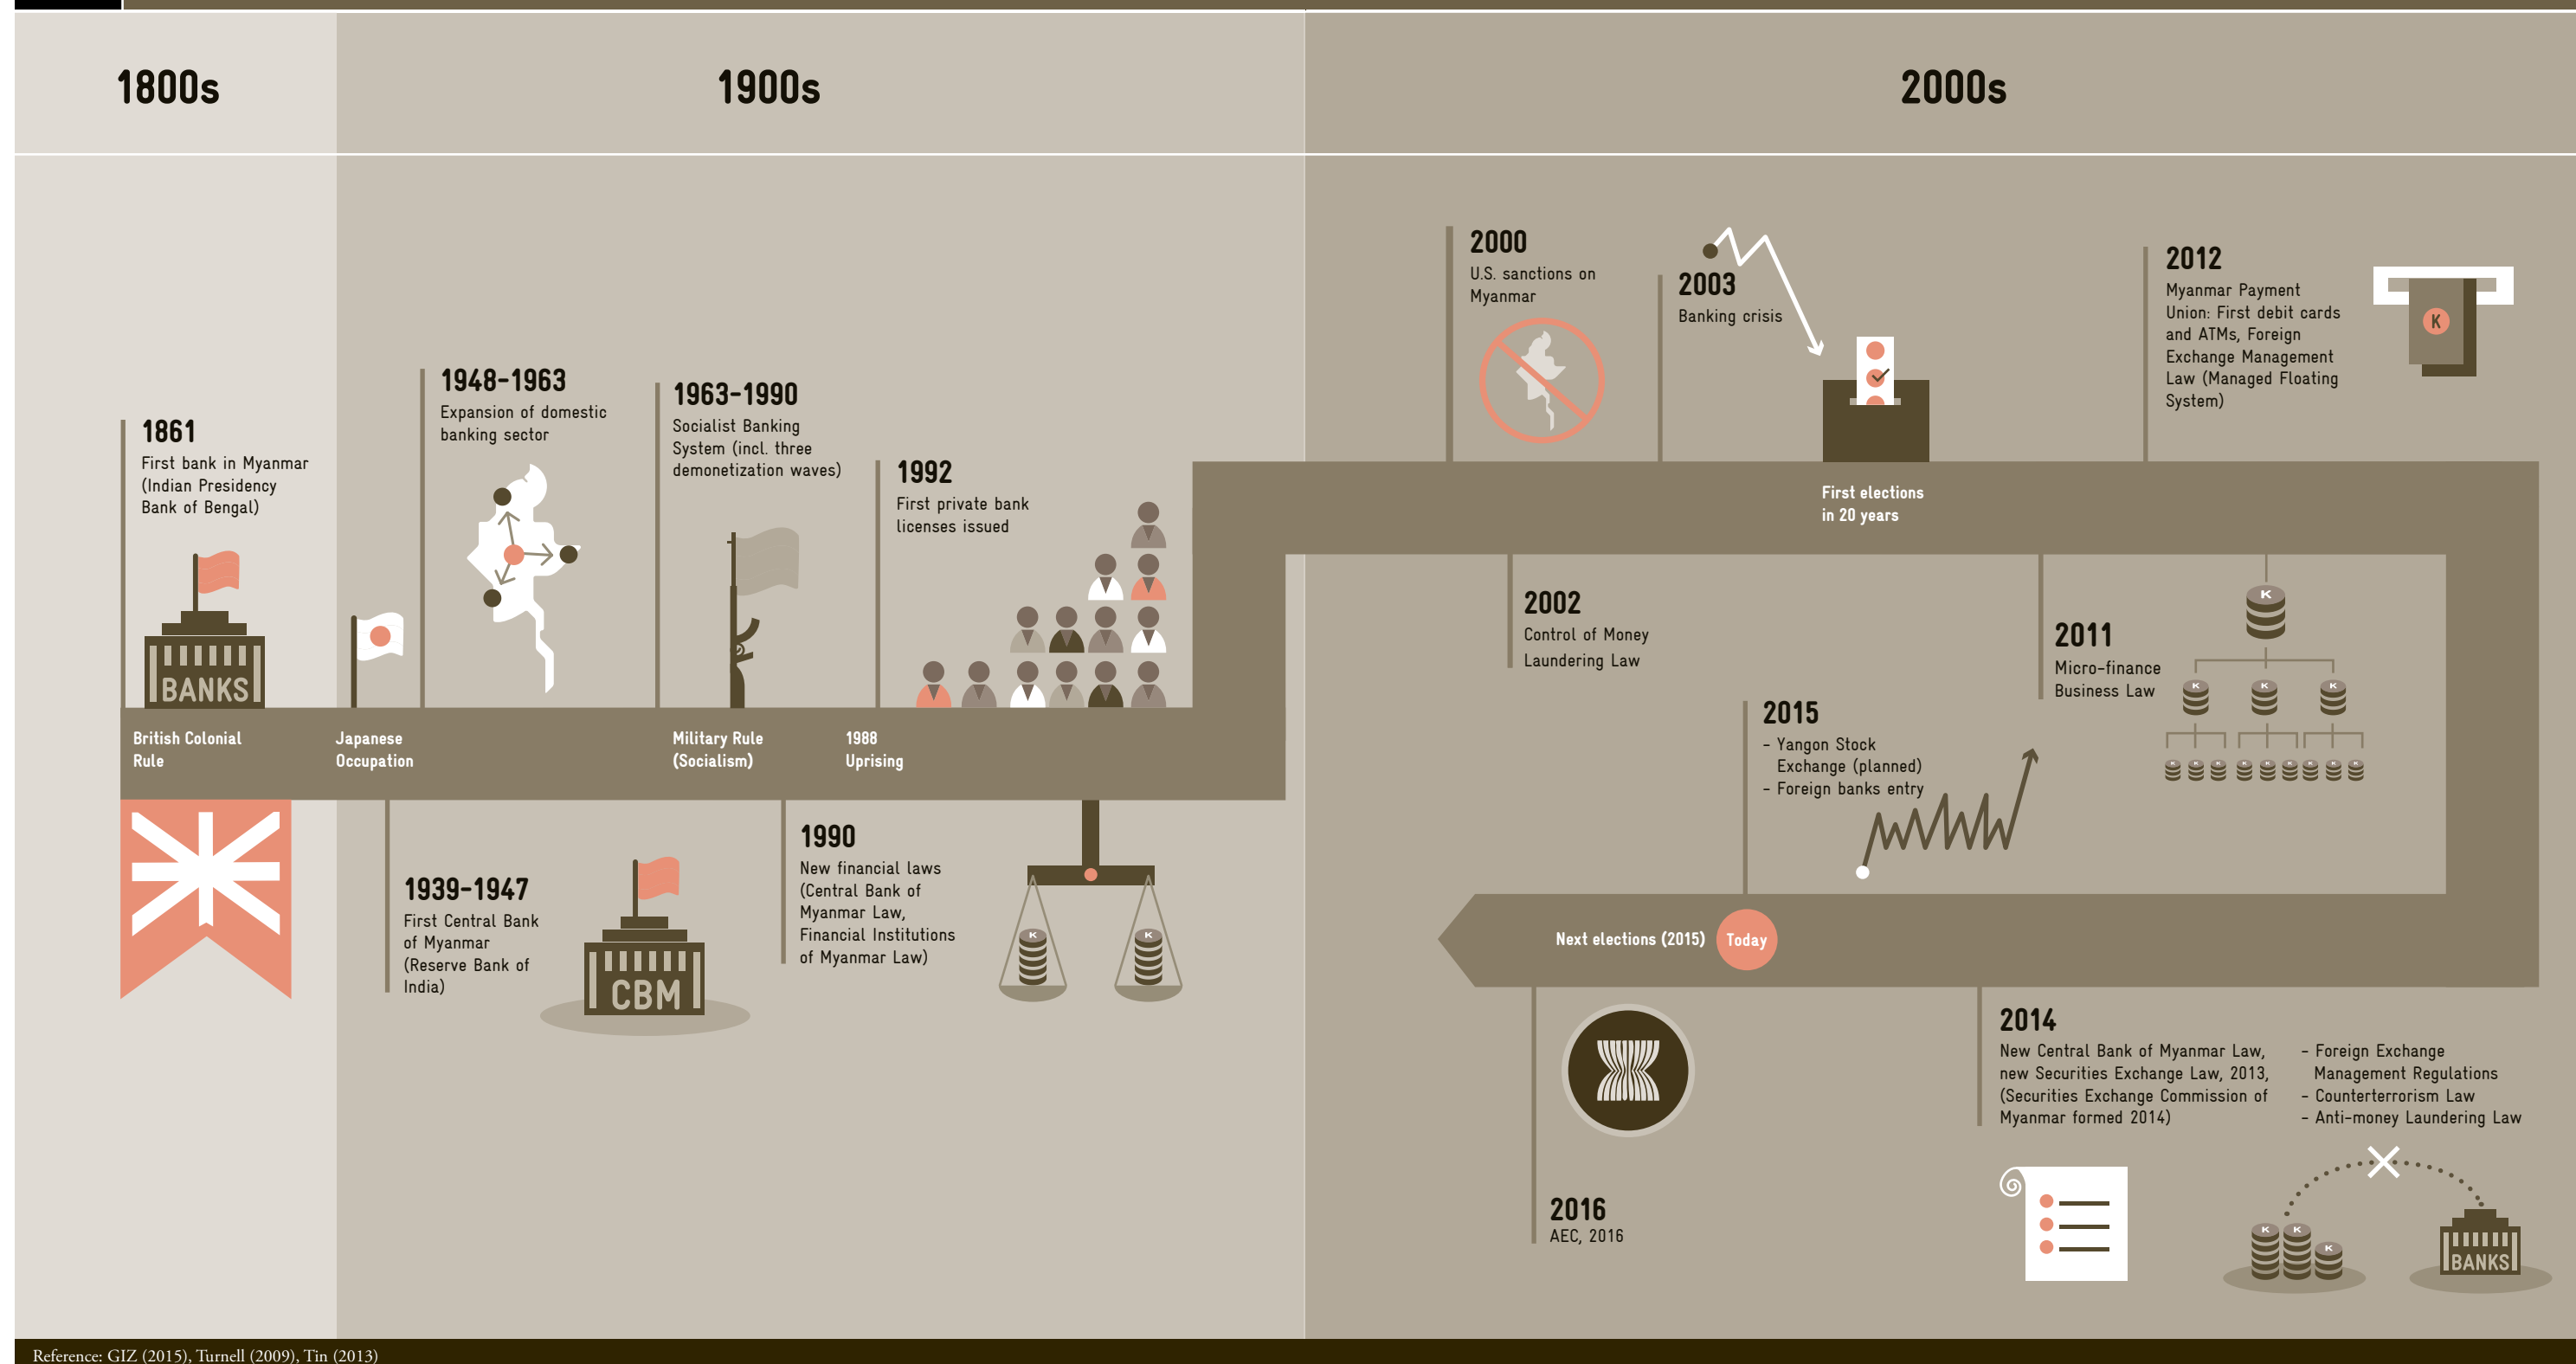 1800s
1900s
2000s
1861
First bank in Myanmar
(Indian Presidency
Bank of Bengal)
BANKS
1948-1963
Expansion of domestic
banking sector
1963-1990
Socialist Banking
System (incl. three
demonetization waves)
1992
First private bank
licenses issued
British Colonial
Rule
Japanese
Occupation
Military Rule
(Socialism)
1988
Uprising
1939-1947
First Central Bank
of Myanmar
(Reserve Bank of
India)
CBM
1990
New financial laws
(Central Bank of
Myanmar Law,
Financial Institutions
of Myanmar Law)
K
K
2000
U.S. sanctions on
Myanmar
2003
Banking crisis
2012
Myanmar Payment
Union: First debit cards
and ATMs, Foreign
Exchange Management
Law (Managed Floating
System)
K
First elections
in 20 years
2002
Control of Money
Laundering Law
2011
Micro-finance
Business Law
K
K
K
K
K
K
K
K
K
K
K
K
K
2015
- Yangon Stock
Exchange (planned)
- Foreign banks entry
Next elections (2015)
Today
2016
AEC, 2016
2014
New Central Bank of Myanmar Law,
new Securities Exchange Law, 2013,
(Securities Exchange Commission of
Myanmar formed 2014)
- Foreign Exchange
Management Regulations
- Counterterrorism Law
- Anti-money Laundering Law
K
K
K
BANKS
Reference: GIZ (2015), Turnell (2009), Tin (2013)